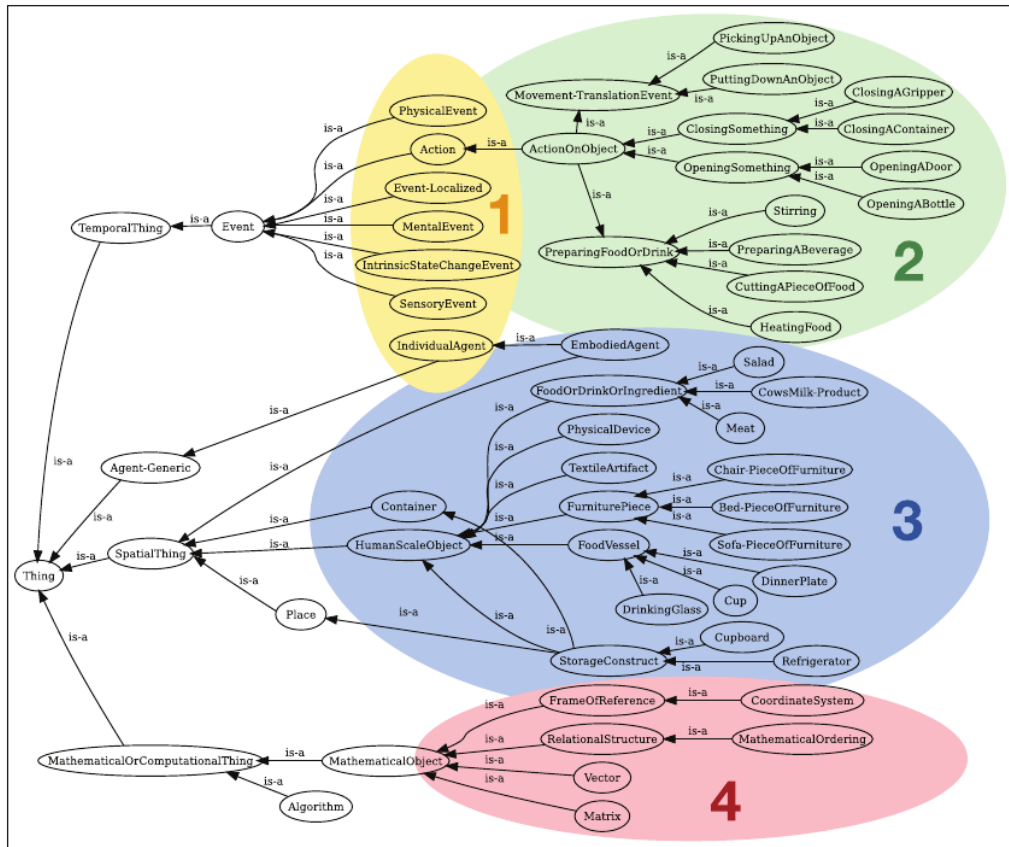 PickingUpAnObject
is-a
PuttingDownAnObject
Movement-TranslationEvent
is-a
ClosingAGripper
is-a
PhysicalEvent
is-a
is-a
is-a
ClosingSomething
is-a
ClosingAContainer
is-a
Action
is-a
ActionOnObject
is-a
OpeningSomething
is-a
OpeningADoor
is-a
Event-Localized
is-a
is-a
OpeningABottle
1
Stirring
TemporalThing
is-a
Event
is-a
MentalEvent
is-a
is-a
PreparingFoodOrDrink
is-a
PreparingABeverage
2
is-a
IntrinsicStateChangeEvent
is-a
CuttingAPieceOfFood
is-a
SensoryEvent
is-a
HeatingFood
IndividualAgent
is-a
EmbodiedAgent
Salad
is-a
FoodOrDrinkOrIngredient
is-a
CowsMilk-Product
is-a
is-a
Meat
PhysicalDevice
is-a
is-a
is-a
Agent-Generic
is-a
TextileArtifact
is-a
Chair-PieceOfFurniture
is-a
is-a
Container
is-a
FurniturePiece
is-a
Bed-PieceOfFurniture
is-a
3
is-a
is-a
SpatialThing
is-a
HumanScaleObject
is-a
FoodVessel
is-a
Sofa-PieceOfFurniture
is-a
Thing
is-a
is-a
DinnerPlate
is-a
Place
is-a
is-a
DrinkingGlass
Cup
is-a
is-a
Cupboard
is-a
StorageConstruct
is-a
Refrigerator
FrameOfReference
is-a
CoordinateSystem
is-a
RelationalStructure
is-a
MathematicalOrdering
is-a
MathematicalOrComputationalThing
is-a
MathematicalObject
is-a
Vector
is-a
is-a
Algorithm
Matrix
4